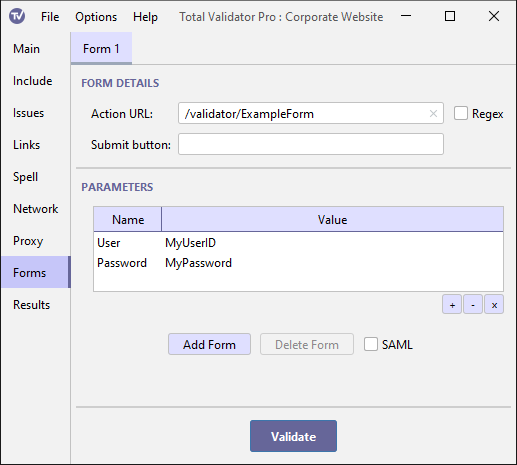 TV File Options Help Total Validator Pro : Corporate Website
Main
Include
Issues
Links
Spell
Network
Proxy
Forms
Results
Form 1
FORM DETAILS
Action URL: /validator/ExampleForm × Regex
Submit button:
PARAMETERS
Name Value
User MyUserID
Password MyPassword
+ - x
Add Form Delete Form SAML
Validate